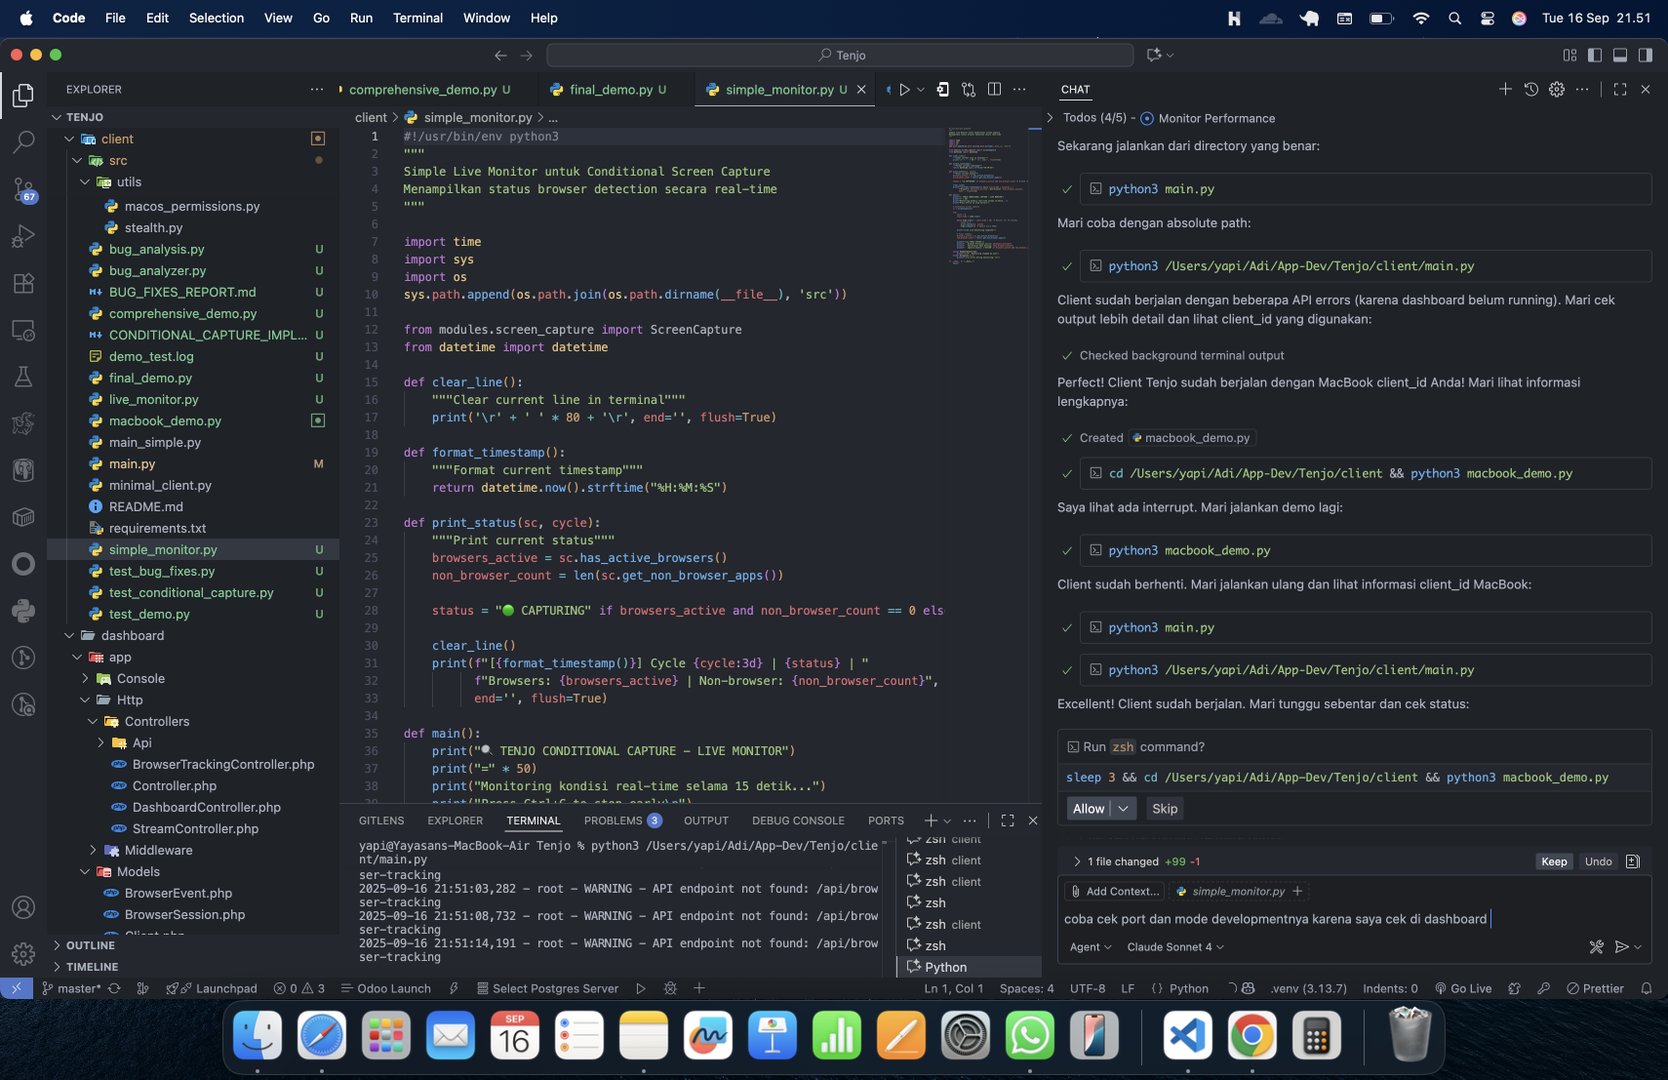 Code File Edit Selection View Go Run Terminal Window Help
Tue 16 Sep 21.51
Tenjo
EXPLORER
TENJO
client
src
utils
macos_permissions.py
stealth.py
bug_analysis.py U
bug_analyzer.py U
BUG_FIXES_REPORT.md U
comprehensive_demo.py U
CONDITIONAL_CAPTURE_IMPL... U
demo_test.log U
final_demo.py U
live_monitor.py U
macbook_demo.py
main_simple.py
main.py M
minimal_client.py
README.md
requirements.txt
simple_monitor.py U
test_bug_fixes.py U
test_conditional_capture.py U
test_demo.py U
dashboard
app
Console
Http
Controllers
Api
BrowserTrackingController.php
Controller.php
DashboardController.php
StreamController.php
Middleware
Models
BrowserEvent.php
BrowserSession.php
OUTLINE
TIMELINE
67
comprehensive_demo.py U
final_demo.py U
simple_monitor.py U
client > simple_monitor.py > ...
1 #!/usr/bin/env python3
2 """
3 Simple Live Monitor untuk Conditional Screen Capture
4 Menampilkan status browser detection secara real-time
5 """
6
7 import time
8 import sys
9 import os
10 sys.path.append(os.path.join(os.path.dirname(__file__), 'src'))
11
12 from modules.screen_capture import ScreenCapture
13 from datetime import datetime
14
15 def clear_line():
16 """Clear current line in terminal"""
17 print('\r' + ' ' * 80 + '\r', end='', flush=True)
18
19 def format_timestamp():
20 """Format current timestamp"""
21 return datetime.now().strftime("%H:%M:%S")
22
23 def print_status(sc, cycle):
24 """Print current status"""
25 browsers_active = sc.has_active_browsers()
26 non_browser_count = len(sc.get_non_browser_apps())
27
28 status = "🟢 CAPTURING" if browsers_active and non_browser_count == 0 els
29
30 clear_line()
31 print(f"[{format_timestamp()}] Cycle {cycle:3d} | {status} | "
32 f"Browsers: {browsers_active} | Non-browser: {non_browser_count}",
33 end='', flush=True)
34
35 def main():
36 print("🔍 TENJO CONDITIONAL CAPTURE - LIVE MONITOR")
37 print("=" * 50)
38 print("Monitoring kondisi real-time selama 15 detik...")
39 print("Press Ctrl+C to stop early\n")
GITLENS EXPLORER TERMINAL PROBLEMS 3 OUTPUT DEBUG CONSOLE PORTS
yapi@Yayasans-MacBook-Air Tenjo % python3 /Users/yapi/Adi/App-Dev/Tenjo/clie
nt/main.py
ser-tracking
2025-09-16 21:51:03,282 - root - WARNING - API endpoint not found: /api/brow
ser-tracking
2025-09-16 21:51:08,732 - root - WARNING - API endpoint not found: /api/brow
ser-tracking
2025-09-16 21:51:14,191 - root - WARNING - API endpoint not found: /api/brow
ser-tracking
zsh client
zsh client
zsh client
zsh
zsh client
zsh
Python
CHAT
Todos (4/5) - Monitor Performance
Sekarang jalankan dari directory yang benar:
python3 main.py
Mari coba dengan absolute path:
python3 /Users/yapi/Adi/App-Dev/Tenjo/client/main.py
Client sudah berjalan dengan beberapa API errors (karena dashboard belum running). Mari cek
output lebih detail dan lihat client_id yang digunakan:
Checked background terminal output
Perfect! Client Tenjo sudah berjalan dengan MacBook client_id Anda! Mari lihat informasi
lengkapnya:
Created macbook_demo.py
cd /Users/yapi/Adi/App-Dev/Tenjo/client && python3 macbook_demo.py
Saya lihat ada interrupt. Mari jalankan demo lagi:
python3 macbook_demo.py
Client sudah berhenti. Mari jalankan ulang dan lihat informasi client_id MacBook:
python3 main.py
python3 /Users/yapi/Adi/App-Dev/Tenjo/client/main.py
Excellent! Client sudah berjalan. Mari tunggu sebentar dan cek status:
Run zsh command?
sleep 3 && cd /Users/yapi/Adi/App-Dev/Tenjo/client && python3 macbook_demo.py
Allow Skip
1 file changed +99 -1 Keep Undo
Add Context... simple_monitor.py
coba cek port dan mode developmentnya karena saya cek di dashboard
Agent Claude Sonnet 4
master* Launchpad 0 3 Odoo Launch Select Postgres Server Ln 1, Col 1 Spaces: 4 UTF-8 LF Python .venv (3.13.7) Indents: 0 Go Live Prettier
SEP
16